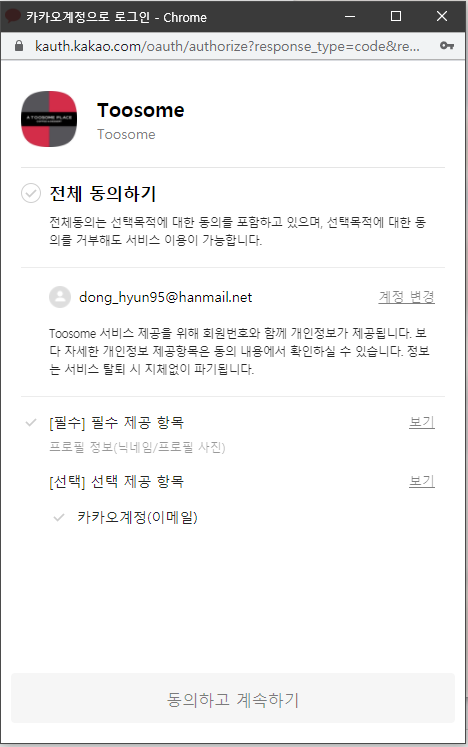 카카오계정으로 로그인 - Chrome
kauth.kakao.com/oauth/authorize?response_type=code&re...
A TOOSOME PLACE
Toosome
Toosome
전체 동의하기
전체동의는 선택목적에 대한 동의를 포함하고 있으며, 선택목적에 대한 동
의를 거부해도 서비스 이용이 가능합니다.
dong_hyun95@hanmail.net 계정 변경
Toosome 서비스 제공을 위해 회원번호와 함께 개인정보가 제공됩니다. 보
다 자세한 개인정보 제공항목은 동의 내용에서 확인하실 수 있습니다. 정보
는 서비스 탈퇴 시 지체없이 파기됩니다.
[필수] 필수 제공 항목 보기
프로필 정보(닉네임/프로필 사진)
[선택] 선택 제공 항목 보기
카카오계정(이메일)
동의하고 계속하기